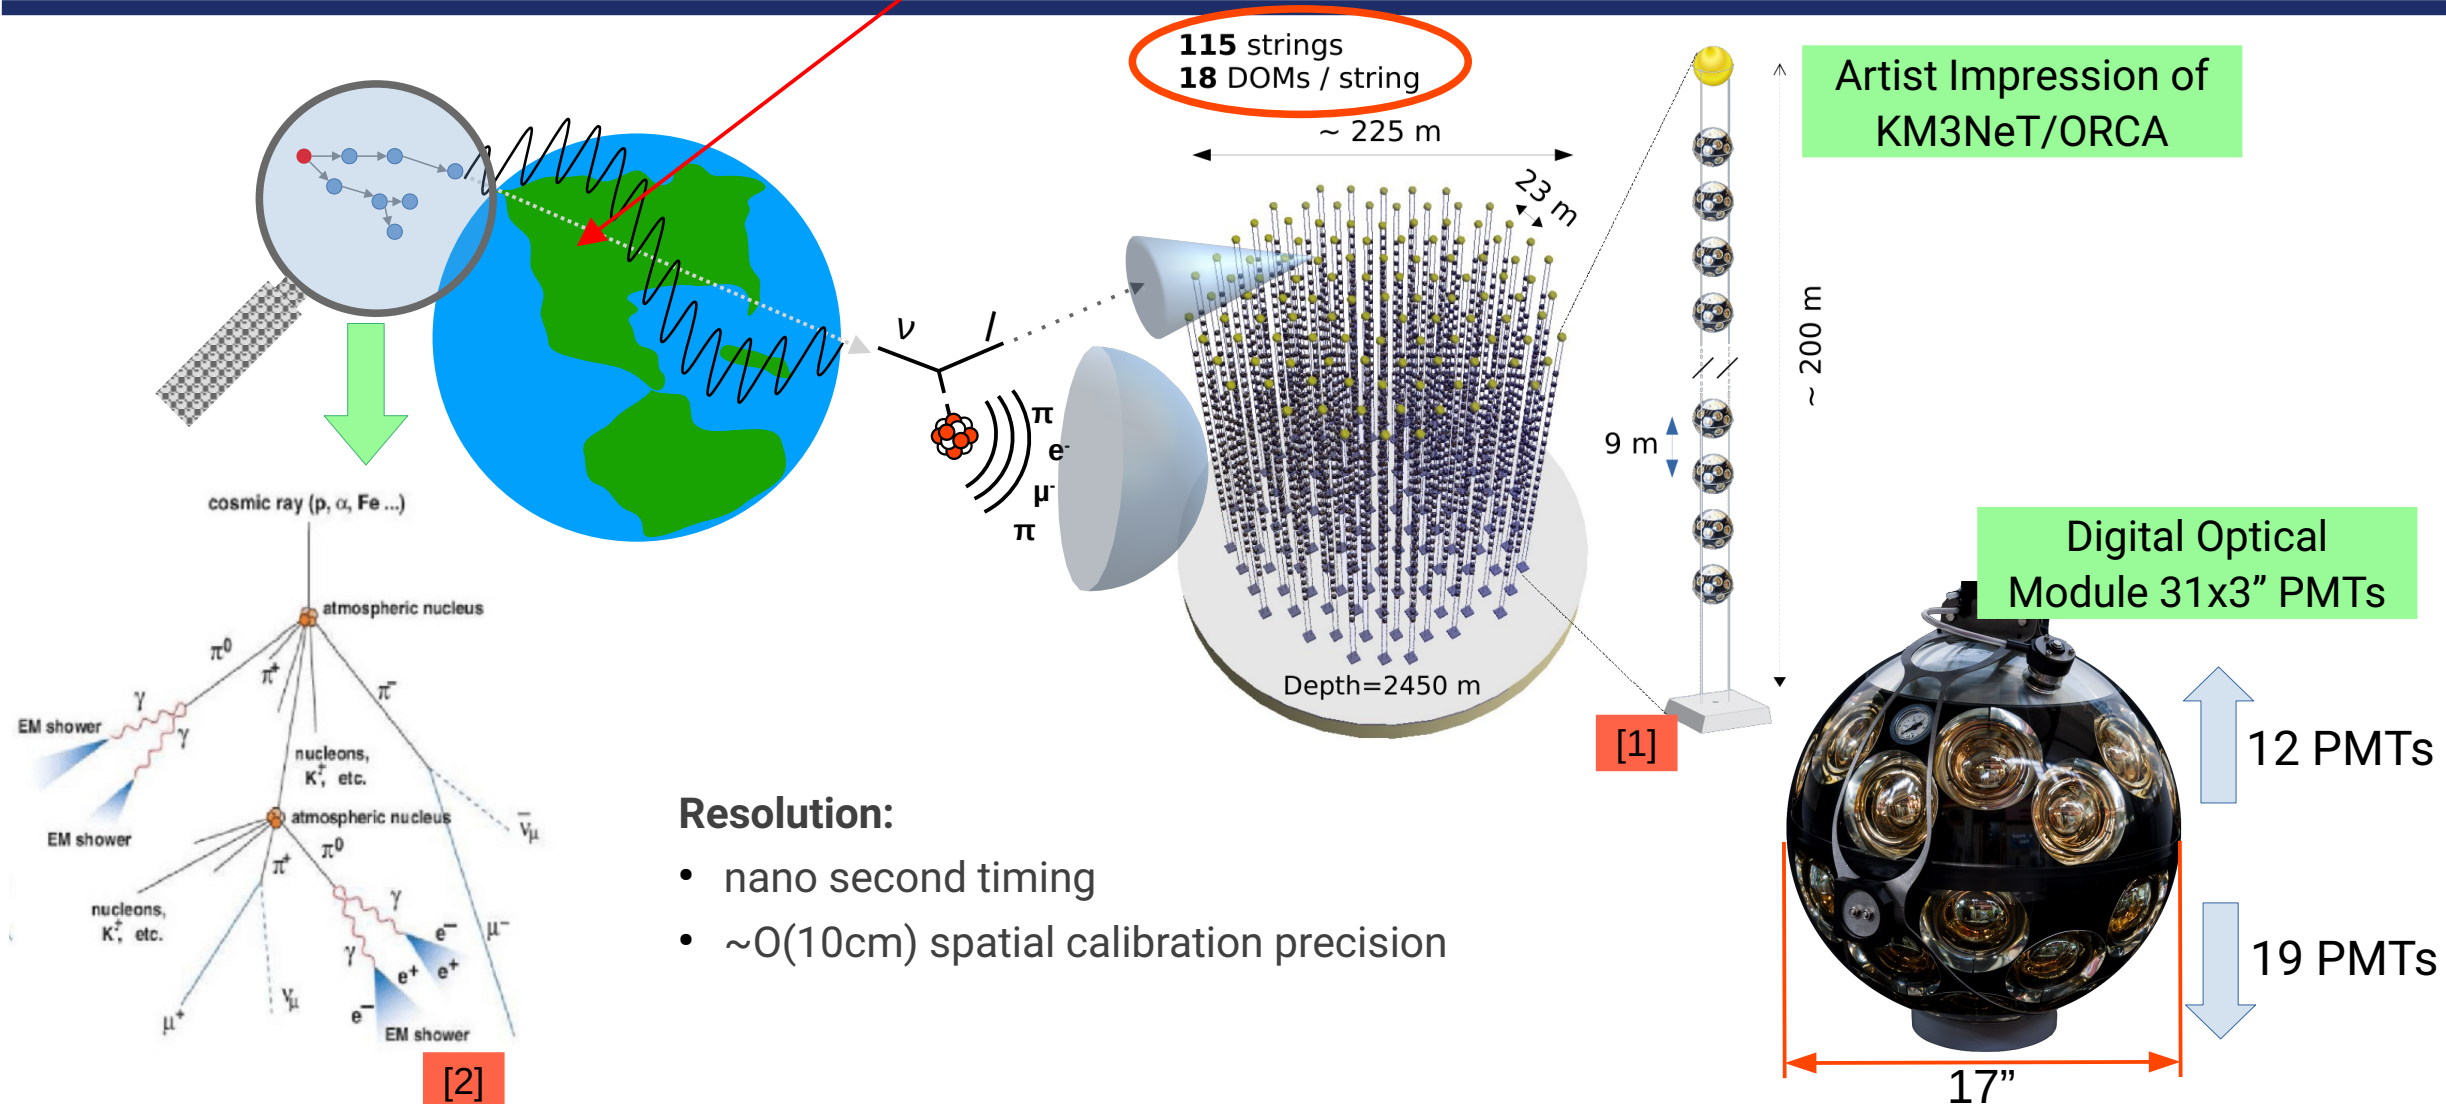 115 strings
18 DOMs / string
~ 225 m
23 m
Artist Impression of
KM3NeT/ORCA
~ 200 m
9 m
ν
l
π
e-
μ-
π
Depth=2450 m
[1]
Digital Optical
Module 31x3” PMTs
12 PMTs
19 PMTs
17”
cosmic ray (p, α, Fe ...)
atmospheric nucleus
π0
π+
π−
γ
γ
EM shower
EM shower
nucleons,
K±, etc.
atmospheric nucleus
ν̄μ
π+
π0
nucleons,
K±, etc.
γ
γ
e−
e+
e+
e−
μ−
μ+
νμ
EM shower
[2]
Resolution:
• nano second timing
• ~O(10cm) spatial calibration precision